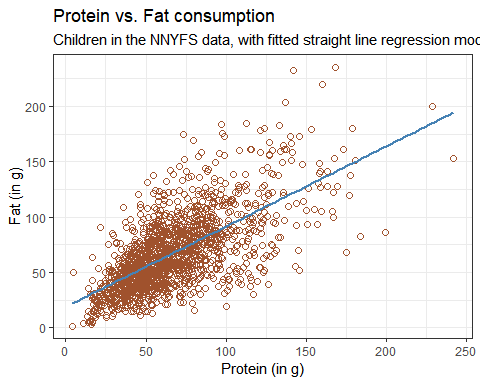 Protein vs. Fat consumption
Children in the NNYFS data, with fitted straight line regression mod
200
150
100
50
0
Fat (in g)
0 50 100 150 200 250
Protein (in g)